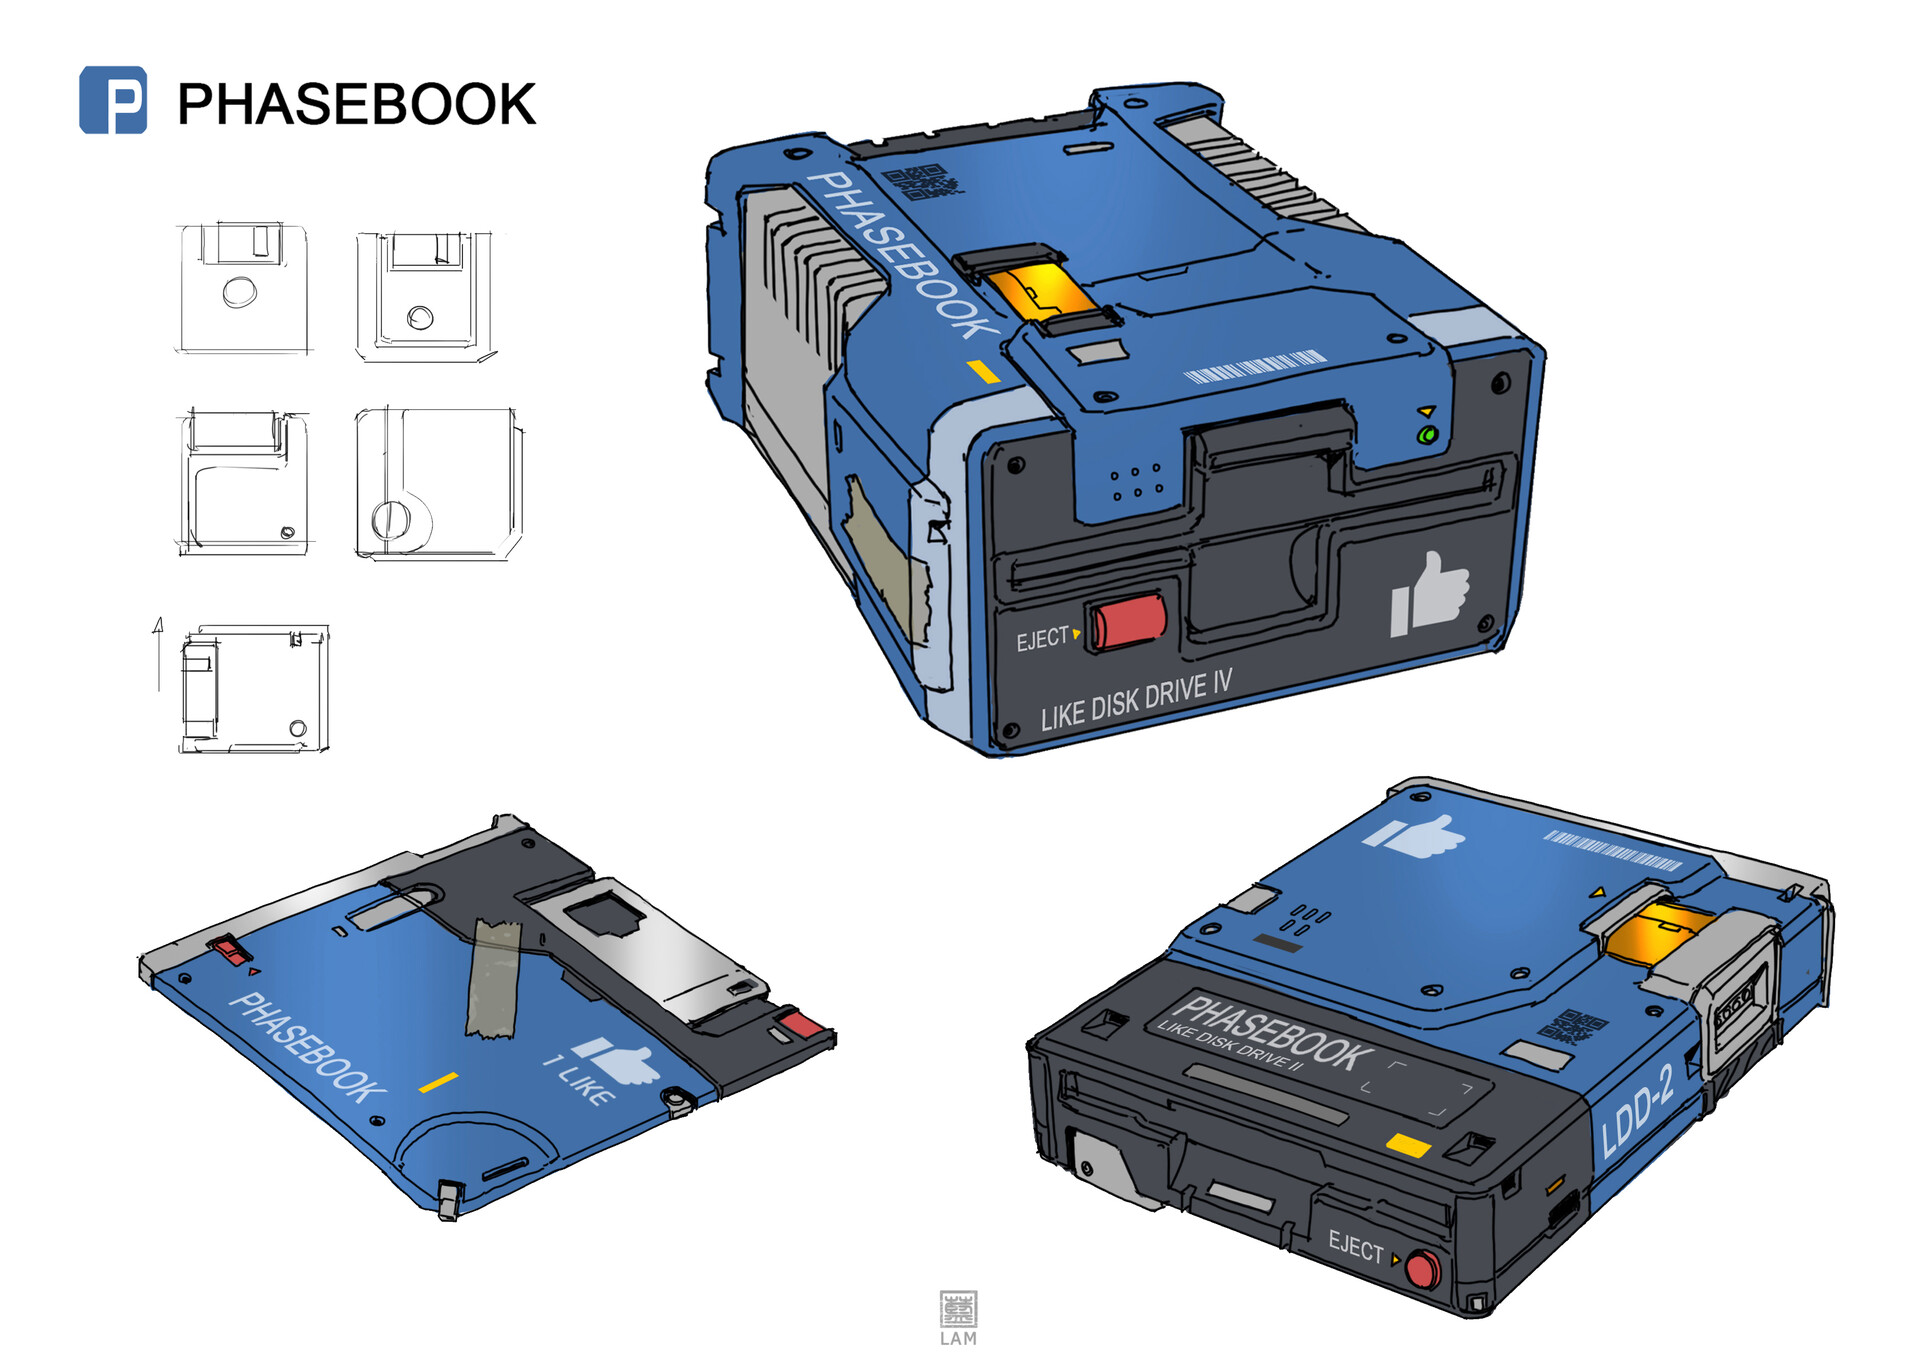 P PHASEBOOK
PHASEBOOK
EJECT
LIKE DISK DRIVE IV
PHASEBOOK
1 LIKE
PHASEBOOK
LIKE DISK DRIVE II
LDD-2
EJECT
LAM